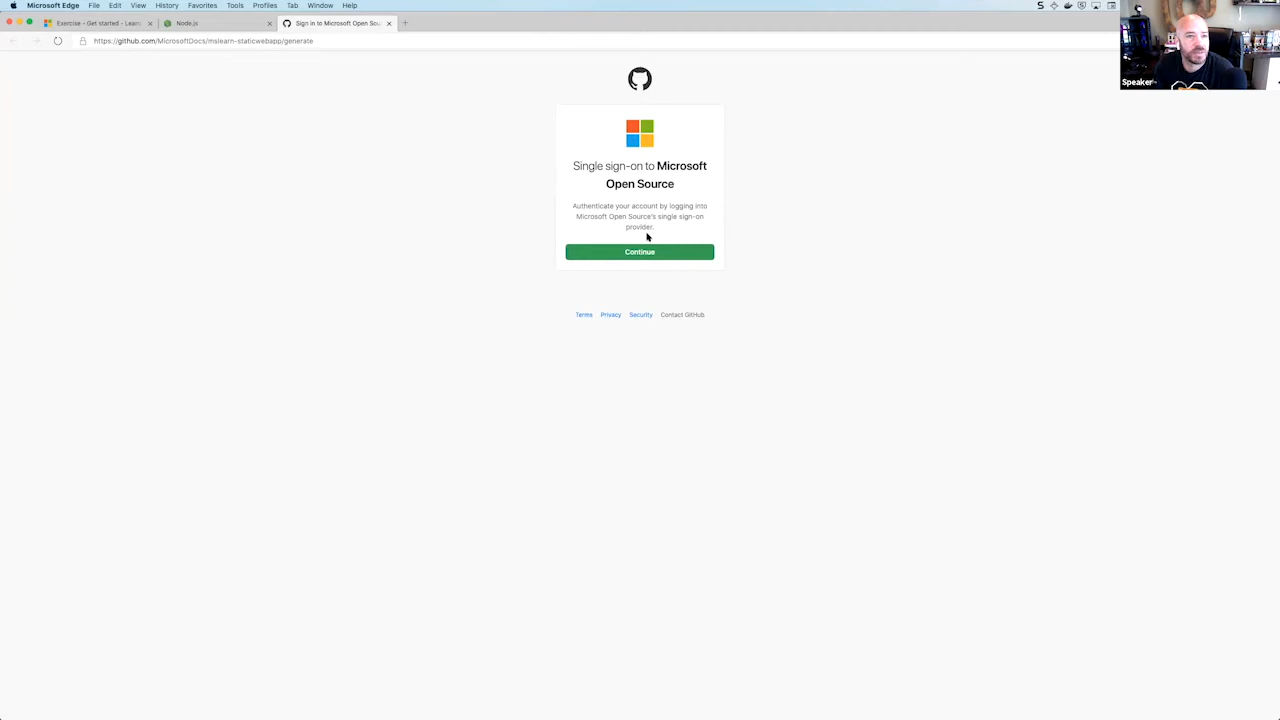 Microsoft Edge File Edit View History Favorites Tools Profiles Tab Window Help
Exercise - Get started - Learn Node.js Sign in to Microsoft Open Sou
https://github.com/MicrosoftDocs/mslearn-staticwebapp/generate
Speaker
Single sign-on to Microsoft
Open Source
Authenticate your account by logging into
Microsoft Open Source's single sign-on
provider.
Continue
Terms Privacy Security Contact GitHub